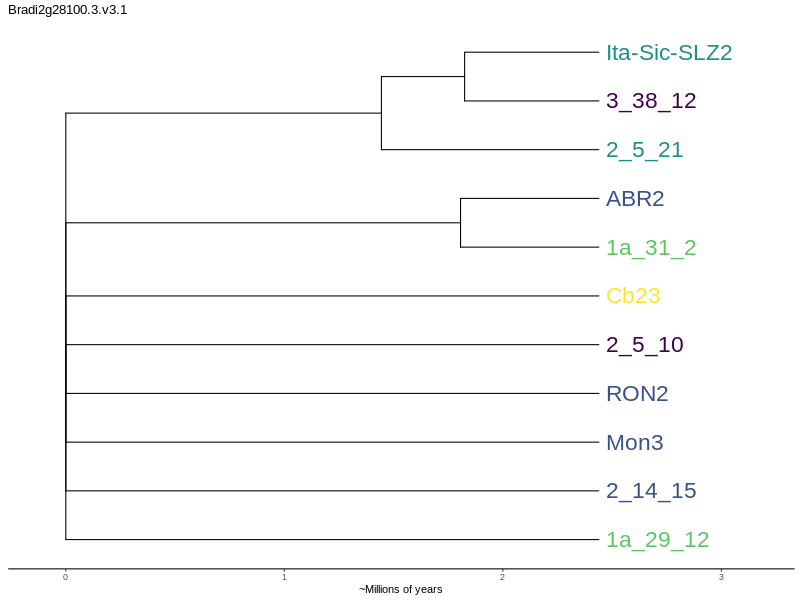 Bradi2g28100.3.v3.1
Ita-Sic-SLZ2
3_38_12
2_5_21
ABR2
1a_31_2
Cb23
2_5_10
RON2
Mon3
2_14_15
1a_29_12
0 1 2 3
~Millions of years